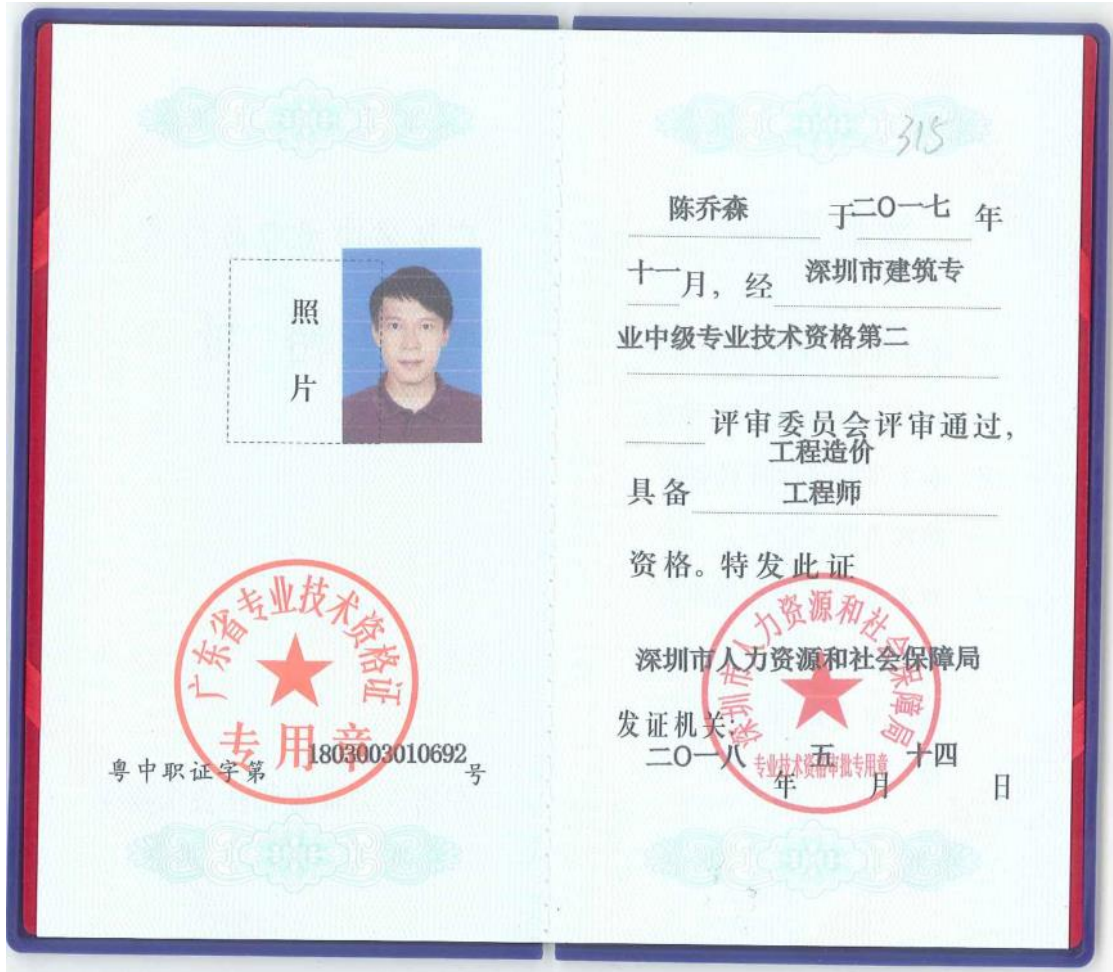 照
片
广东省专业技术资格证
专用章
粤中职证字第 1803003010692 号
315
陈乔森 于二〇一七 年
十一月, 经 深圳市建筑专
业中级专业技术资格第二
评审委员会评审通过,
工程造价
具备 工程师
资格。特发此证
深圳市人力资源和社会保障局
深圳市人力资源和社会保障局
发证机关:
专业技术资格审批专用章
二〇一八 年 五 月 十四 日